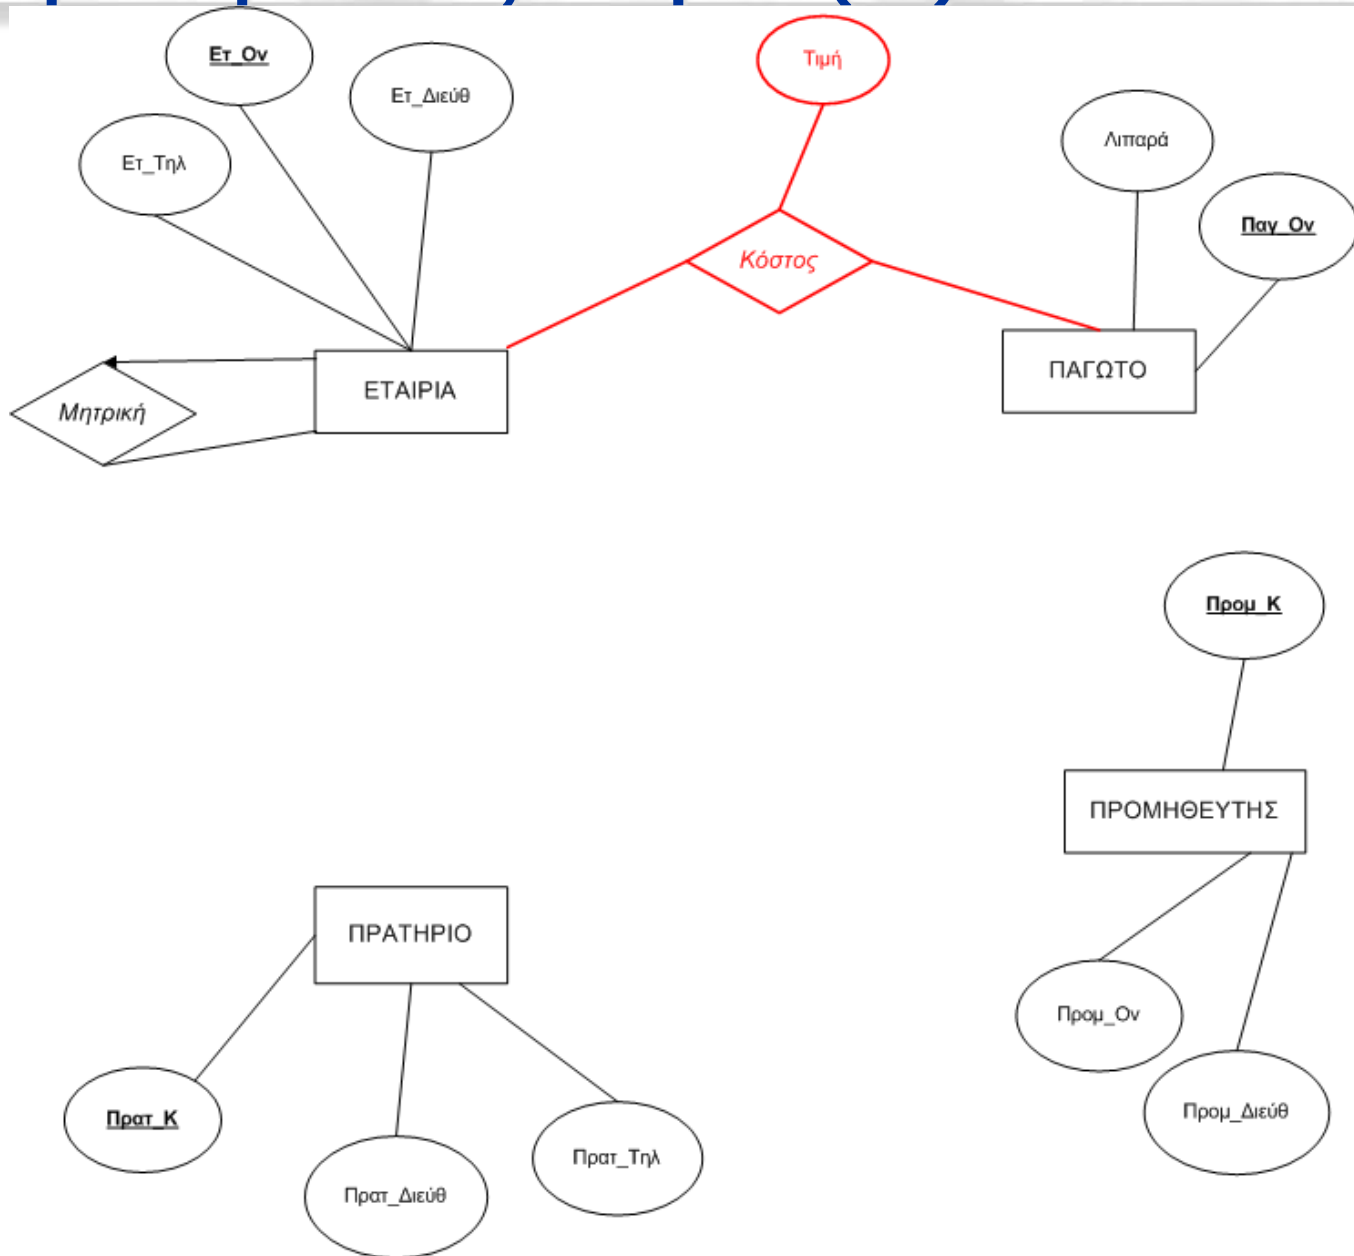 Ετ_Ον
Τιμή
Ετ_Διεύθ
Λιπαρά
Ετ_Τηλ
Παγ_Ον
Κόστος
ΠΑΓΩΤΟ
ΕΤΑΙΡΙΑ
Μητρική
Προμ_Κ
ΠΡΟΜΗΘΕΥΤΗΣ
ΠΡΑΤΗΡΙΟ
Προμ_Ον
Πρατ_Κ
Προμ_Διεύθ
Πρατ_Τηλ
Πρατ_Διεύθ